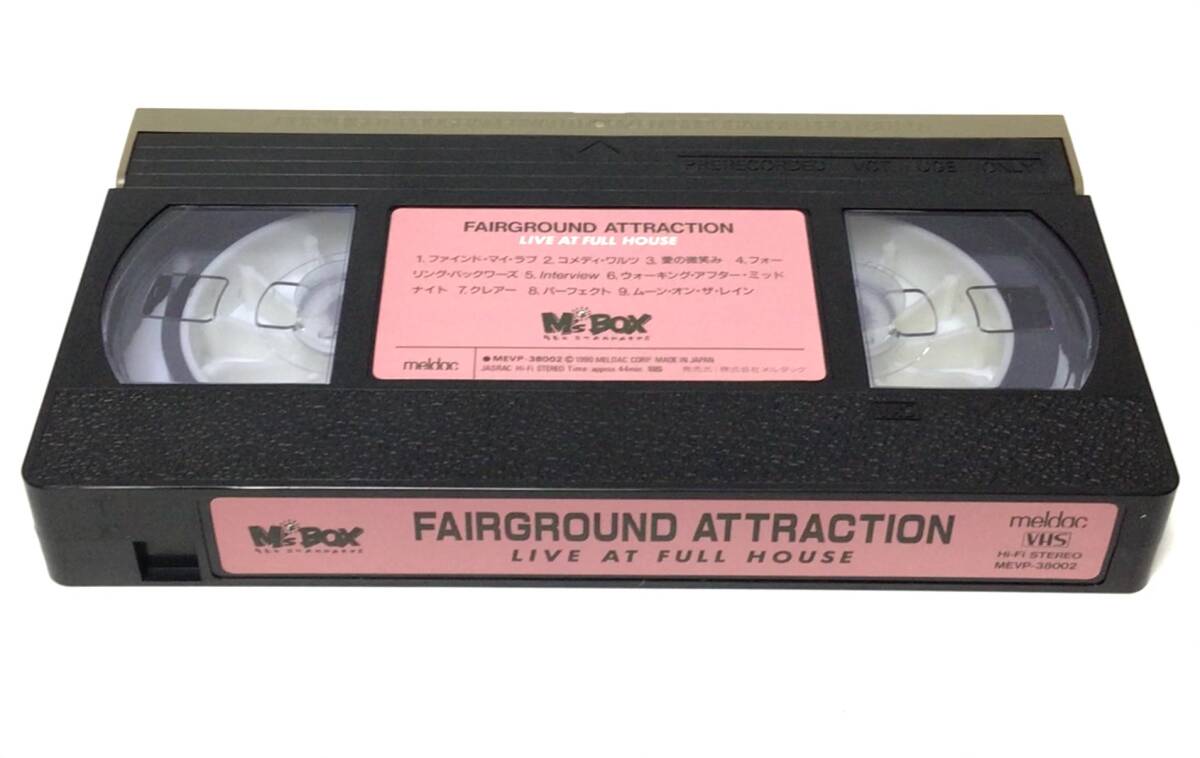 PRERECORDED VCT USE ONLY
FAIRGROUND ATTRACTION
LIVE AT FULL HOUSE
1. ファインド・マイ・ラブ 2. コメディ・ワルツ 3. 愛の微笑み 4. フォー
リング・バックワーズ 5. Interview 6. ウォーキング・アフター・ミッド
ナイト 7. クレアー 8. パーフェクト 9. ムーン・オン・ザ・レイン
M's BOX
meldac
●MEVP-38002 © 1990 MELDAC CORP. MADE IN JAPAN
JASRAC Hi-Fi STEREO Time approx. 44min. VHS 発売元:株式会社メルダック
M's BOX
FAIRGROUND ATTRACTION
LIVE AT FULL HOUSE
meldac
VHS
Hi-Fi STEREO
MEVP-38002